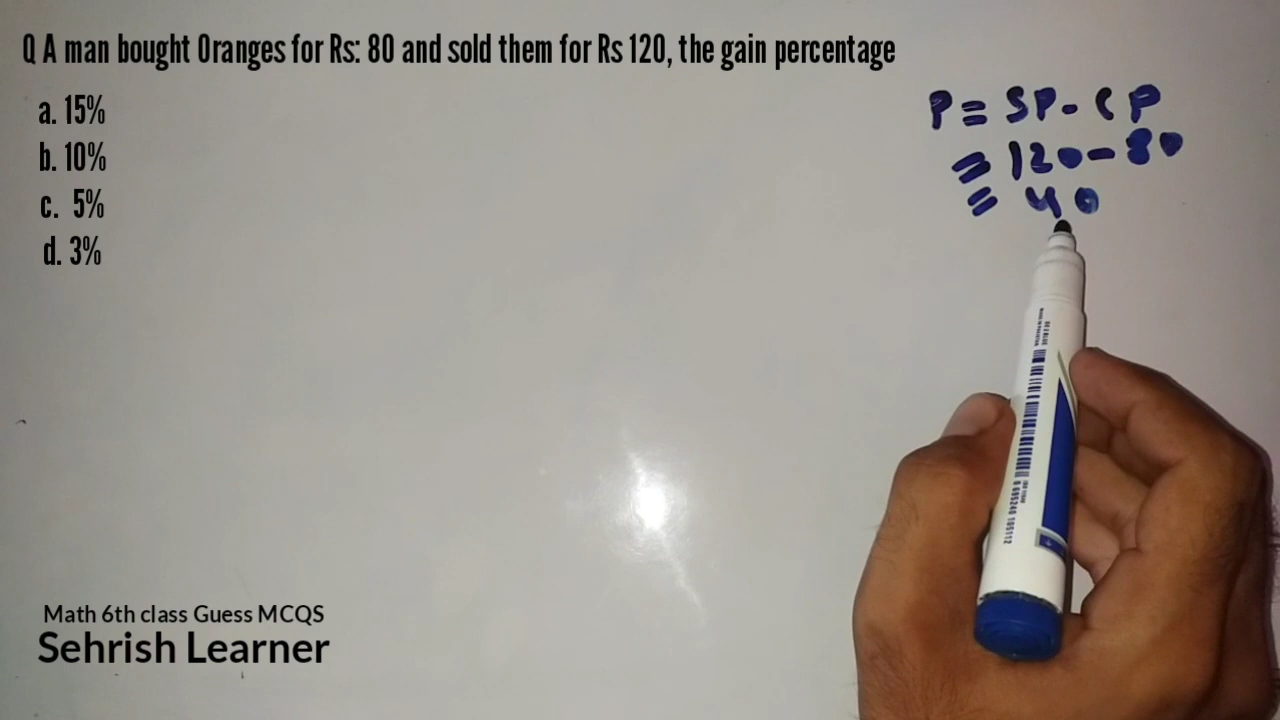 Q A man bought Oranges for Rs: 80 and sold them for Rs 120, the gain percentage
a. 15%
b. 10%
c. 5%
d. 3%
P = SP - CP
= 120 - 80
= 40
Math 6th class Guess MCQS
Sehrish Learner